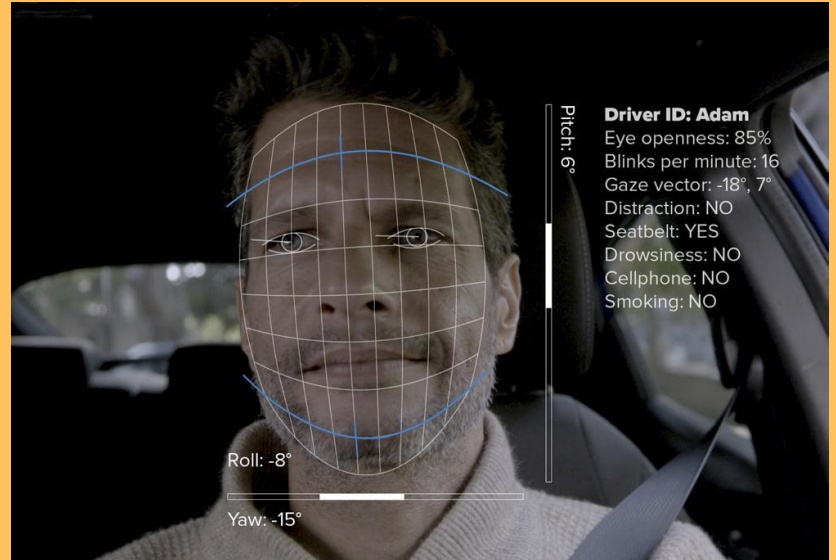 Pitch: 6°
Driver ID: Adam
Eye openness: 85%
Blinks per minute: 16
Gaze vector: -18°, 7°
Distraction: NO
Seatbelt: YES
Drowsiness: NO
Cellphone: NO
Smoking: NO
Roll: -8°
Yaw: -15°